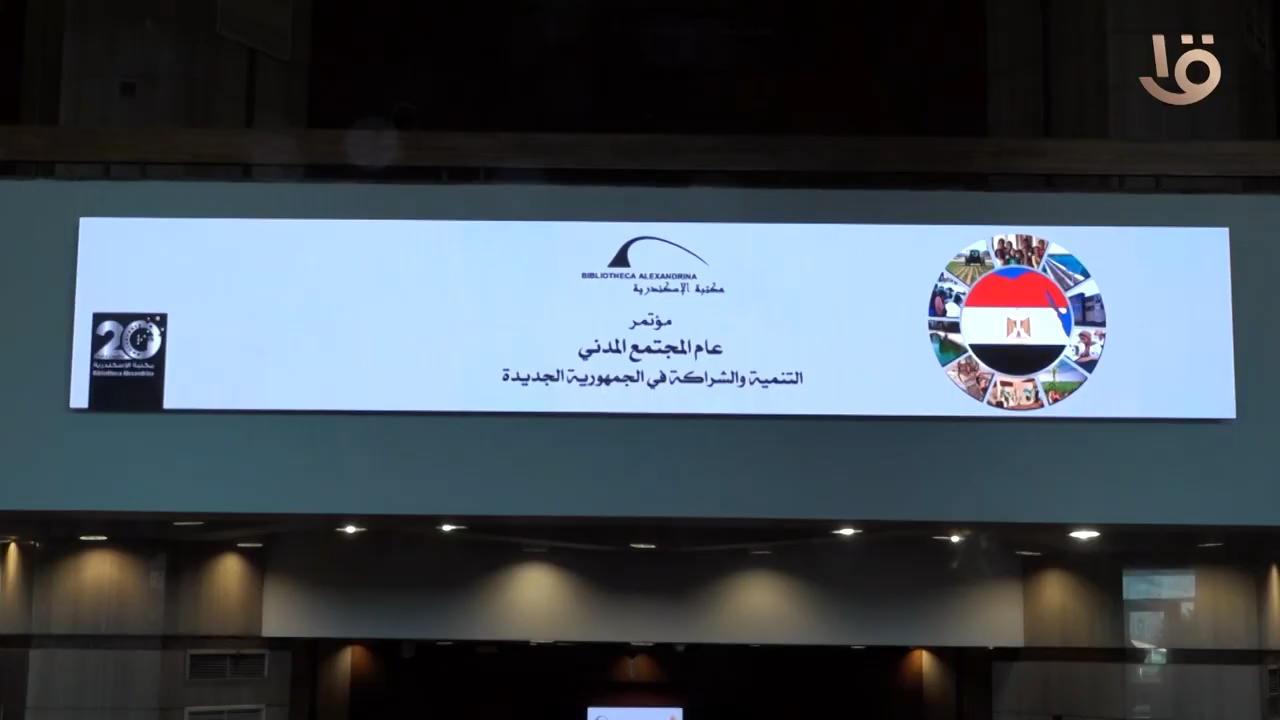 BIBLIOTHECA ALEXANDRINA
مكتبة الإسكندرية
مؤتمر
عام المجتمع المدني
التنمية والشراكة في الجمهورية الجديدة
20
مكتبة الإسكندرية
Bibliotheca Alexandrina